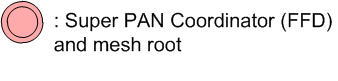 : Super PAN Coordinator (FFD)
and mesh root